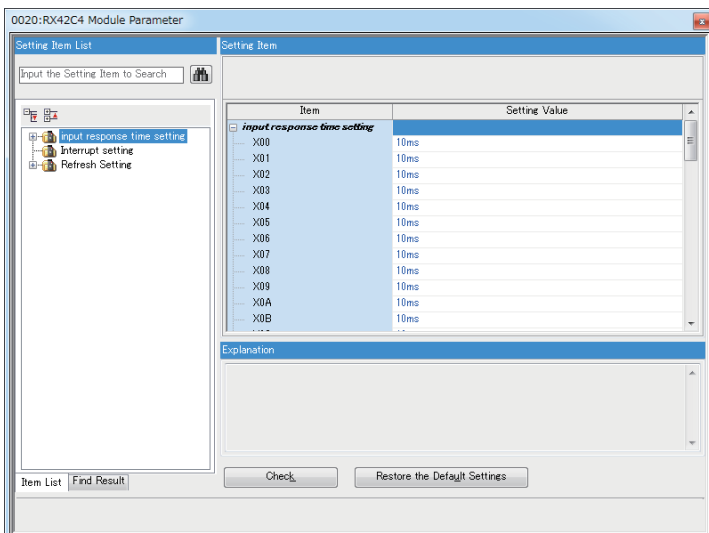 0020:RX42C4 Module Parameter
Setting Item List
Input the Setting Item to Search
input response time setting
Interrupt setting
Refresh Setting
Item List
Find Result
Setting Item
Item Setting Value
input response time setting
X00 10ms
X01 10ms
X02 10ms
X03 10ms
X04 10ms
X05 10ms
X06 10ms
X07 10ms
X08 10ms
X09 10ms
X0A 10ms
X0B 10ms
Explanation
Check
Restore the Default Settings